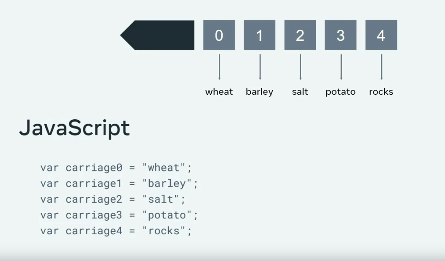 0 1 2 3 4
wheat barley salt potato rocks
JavaScript
var carriage0 = "wheat";
var carriage1 = "barley";
var carriage2 = "salt";
var carriage3 = "potato";
var carriage4 = "rocks";